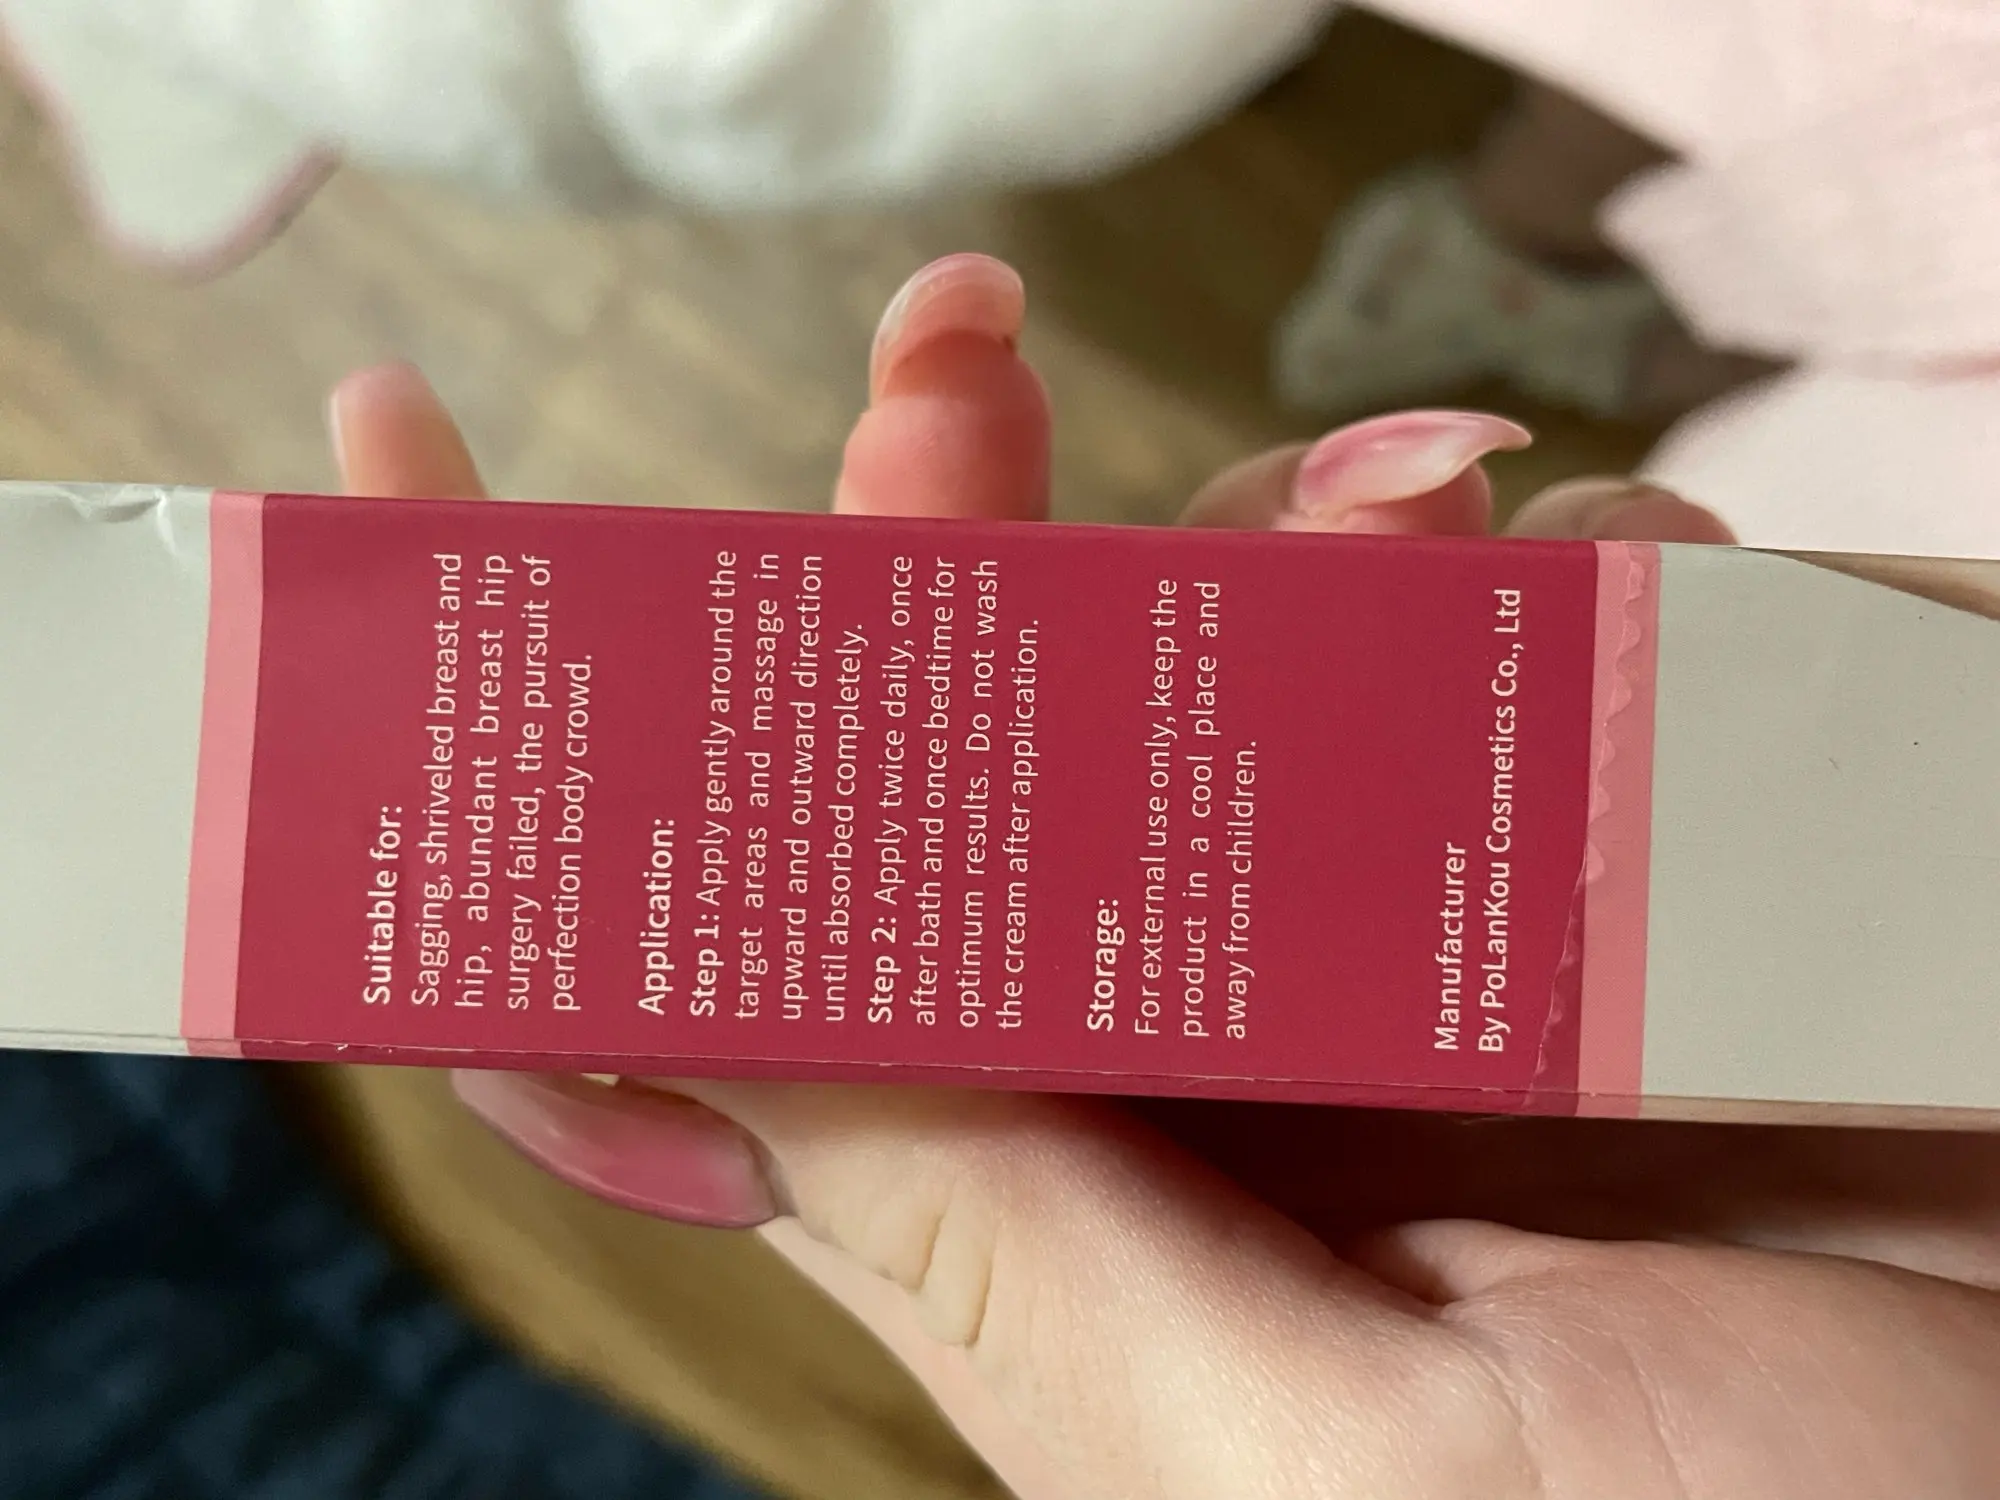 Suitable for:
Sagging, shriveled breast and
hip, abundant breast hip
surgery failed, the pursuit of
perfection body crowd.
Application:
Step 1: Apply gently around the
target areas and massage in
upward and outward direction
until absorbed completely.
Step 2: Apply twice daily, once
after bath and once bedtime for
optimum results. Do not wash
the cream after application.
Storage:
For external use only, keep the
product in a cool place and
away from children.
Manufacturer
By PoLanKou Cosmetics Co., Ltd